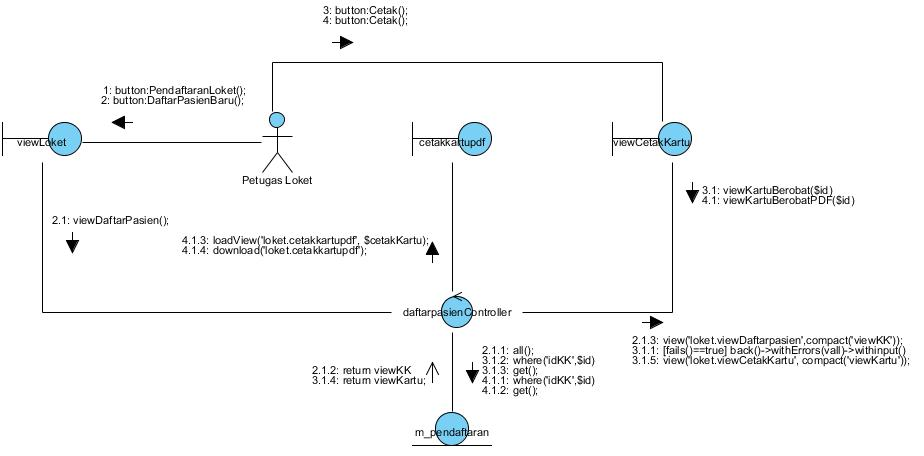 3: button:Cetak();
4: button:Cetak();
1: button:PendaftaranLoket();
2: button:DaftarPasienBaru();
viewLoket
cetakkartupdf
viewCetakKartu
Petugas Loket
3.1: viewKartuBerobat($id)
4.1: viewKartuBerobatPDF($id)
2.1: viewDaftarPasien();
4.1.3: loadView('loket.cetakkartupdf', $cetakKartu);
4.1.4: download('loket.cetakkartupdf');
daftarpasienController
2.1.3: view('loket.viewDaftarpasien',compact('viewKK'));
3.1.1: [fails()==true] back()->withErrors(vall)->withinput()
3.1.5: view('loket.viewCetakKartu', compact('viewKartu'));
2.1.1: all();
3.1.2: where('idKK',$id)
3.1.3: get();
4.1.1: where('idKK',$id)
4.1.2: get();
2.1.2: return viewKK
3.1.4: return viewKartu;
m_pendaftaran